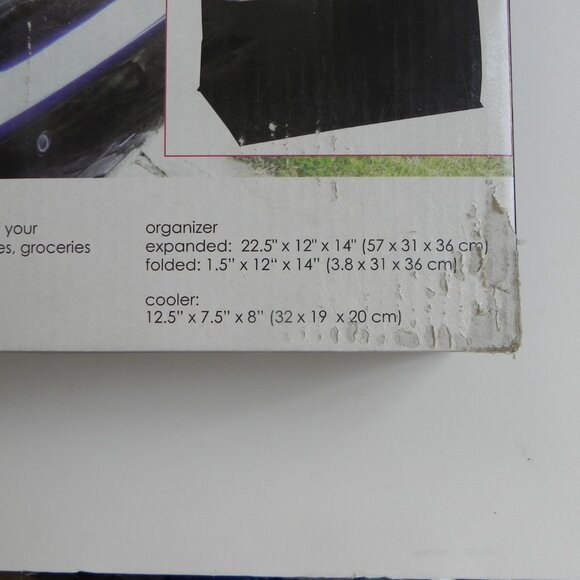 your
es, groceries
organizer
expanded: 22.5" x 12" x 14" (57 x 31 x 36 cm)
folded: 1.5" x 12" x 14" (3.8 x 31 x 36 cm)
cooler:
12.5" x 7.5" x 8" (32 x 19 x 20 cm)